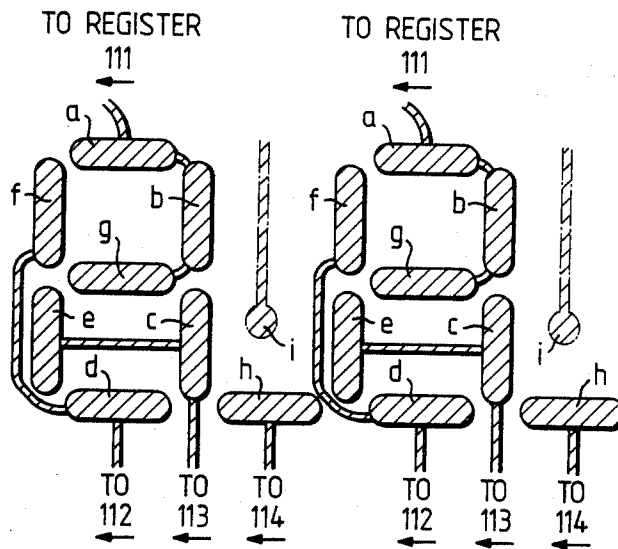 TO REGISTER TO REGISTER
111 111
a a
f b f b
g g
e c i e c i
d h d h
TO TO TO TO TO TO
112 113 114 112 113 114